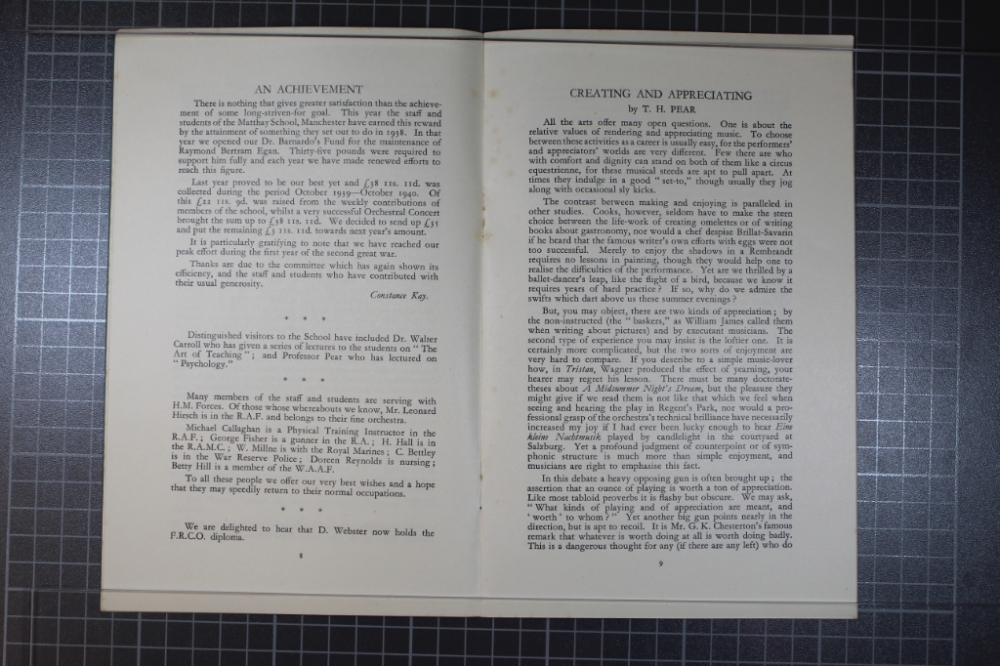 AN ACHIEVEMENT
There is nothing that gives greater satisfaction than the achieve-
ment of some long-striven-for goal. This year the staff and
students of the Matthay School, Manchester have earned this reward
by the attainment of something they set out to do in 1938. In that
year we opened our Dr. Barnardo's Fund for the maintenance of
Raymond Bertram Egan. Thirty-five pounds were required to
support him fully and each year we have made renewed efforts to
reach this figure.
Last year proved to be our best yet and £38 11s. 11d. was
collected during the period October 1939—October 1940. Of
this £22 11s. 9d. was raised from the weekly contributions of
members of the school, whilst a very successful Orchestral Concert
brought the sum up to £38 11s. 11d. We decided to send up £35
and put the remaining £3 11s. 11d. towards next year's amount.
It is particularly gratifying to note that we have reached our
peak effort during the first year of the second great war.
Thanks are due to the committee which has again shown its
efficiency, and the staff and students who have contributed with
their usual generosity.
Constance Kay.
* * *
Distinguished visitors to the School have included Dr. Walter
Carroll who has given a series of lectures to the students on "The
Art of Teaching"; and Professor Pear who has lectured on
"Psychology."
* * *
Many members of the staff and students are serving with
H.M. Forces. Of those whose whereabouts we know, Mr. Leonard
Hirsch is in the R.A.F. and belongs to their fine orchestra.
Michael Callaghan is a Physical Training Instructor in the
R.A.F.; George Fisher is a gunner in the R.A.; H. Hall is in
the R.A.M.C.; W. Millne is with the Royal Marines; C. Bettley
is in the War Reserve Police; Doreen Reynolds is nursing;
Betty Hill is a member of the W.A.A.F.
To all these people we offer our very best wishes and a hope
that they may speedily return to their normal occupations.
* * *
We are delighted to hear that D. Webster now holds the
F.R.C.O. diploma.
8
CREATING AND APPRECIATING
by T. H. PEAR
All the arts offer many open questions. One is about the
relative values of rendering and appreciating music. To choose
between these activities as a career is usually easy, for the performers'
and appreciators' worlds are very different. Few there are who
with comfort and dignity can stand on both of them like a circus
equestrienne, for these musical steeds are apt to pull apart. At
times they indulge in a good "set-to," though usually they jog
along with occasional sly kicks.
The contrast between making and enjoying is paralleled in
other studies. Cooks, however, seldom have to make the stern
choice between the life-work of creating omelettes or of writing
books about gastronomy, nor would a chef despise Brillat-Savarin
if he heard that the famous writer's own efforts with eggs were not
too successful. Merely to enjoy the shadows in a Rembrandt
requires no lessons in painting, though they would help one to
realise the difficulties of the performance. Yet are we thrilled by a
ballet-dancer's leap, like the flight of a bird, because we know it
requires years of hard practice? If so, why do we admire the
swifts which dart above us these summer evenings?
But, you may object, there are two kinds of appreciation; by
the non-instructed (the "baskers," as William James called them
when writing about pictures) and by executant musicians. The
second type of experience you may insist is the loftier one. It is
certainly more complicated, but the two sorts of enjoyment are
very hard to compare. If you describe to a simple music-lover
how, in Tristan, Wagner produced the effect of yearning, your
hearer may regret his lesson. There must be many doctorate-
theses about A Midsummer Night's Dream, but the pleasure they
might give if we read them is not like that which we feel when
seeing and hearing the play in Regent's Park, nor would a pro-
fessional grasp of the orchestra's technical brilliance have necessarily
increased my joy if I had ever been lucky enough to hear Eine
kleine Nachtmusik played by candlelight in the courtyard at
Salzburg. Yet a profound judgment of counterpoint or of sym-
phonic structure is much more than simple enjoyment, and
musicians are right to emphasise this fact.
In this debate a heavy opposing gun is often brought up; the
assertion that an ounce of playing is worth a ton of appreciation.
Like most tabloid proverbs it is flashy but obscure. We may ask,
"What kinds of playing and of appreciation are meant, and
'worth' to whom?" Yet another big gun points nearly in the
direction, but is apt to recoil. It is Mr. G. K. Chesterton's famous
remark that whatever is worth doing at all is worth doing badly.
This is a dangerous thought for any (if there are any left) who do
9